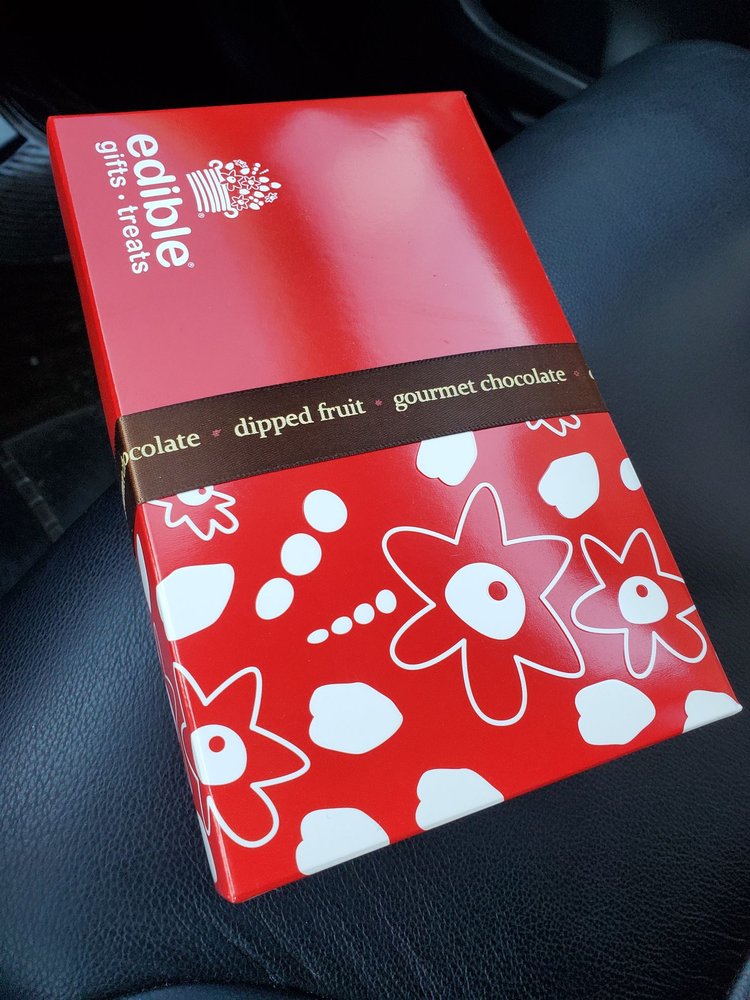 edible®
gifts • treats
ocolate * dipped fruit * gourmet chocolate *